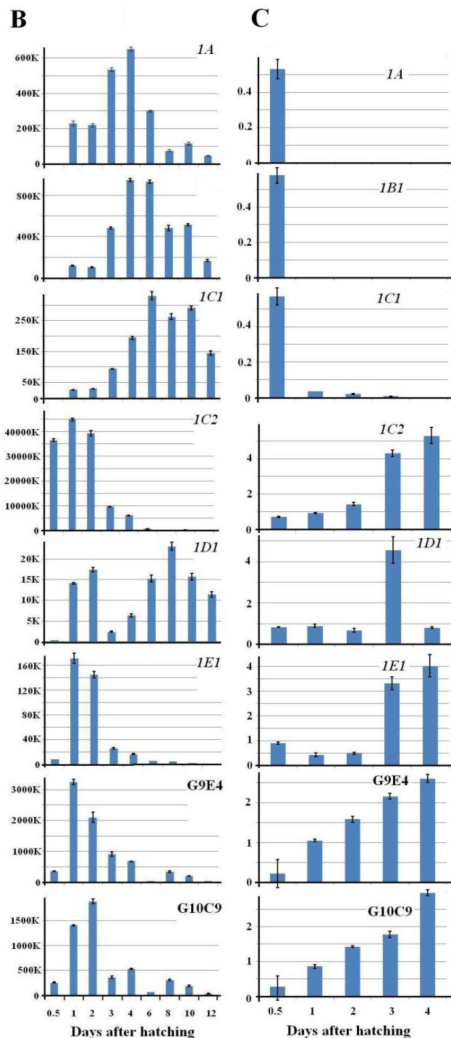 B
C
1A
600K
400K
200K
0
1A
0.4
0.2
0
800K
400K
0
1B1
0.4
0.2
0
1C1
250K
150K
50K
0
1C1
0.4
0.2
0
1C2
40000K
30000K
20000K
10000K
0
1C2
4
2
0
1D1
20K
15K
10K
5K
0
1D1
4
2
0
1E1
160K
120K
80K
40K
0
1E1
4
3
2
1
0
G9E4
3000K
2000K
1000K
0
G9E4
2
1
0
G10C9
1500K
1000K
500K
0
G10C9
2
1
0
0.5 1 2 3 4 6 8 10 12
Days after hatching
0.5 1 2 3 4
Days after hatching